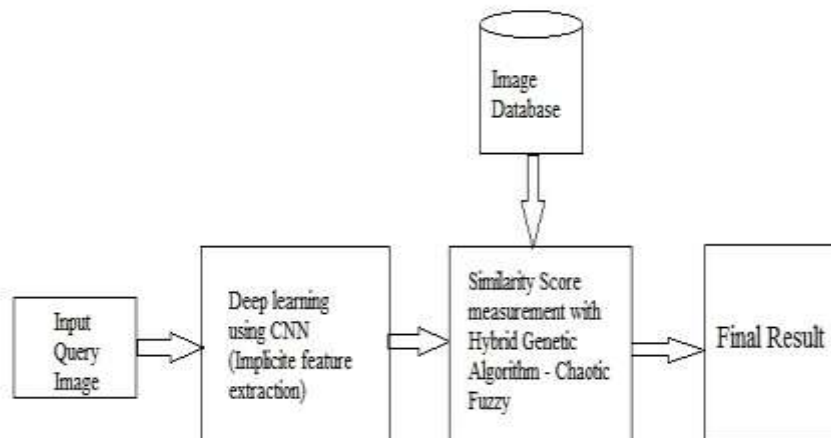 Image
Database
Input
Query
Image
Deep learning
using CNN
(Implicite feature
extraction)
Similarity Score
measurement with
Hybrid Genetic
Algorithm - Chaotic
Fuzzy
Final Result